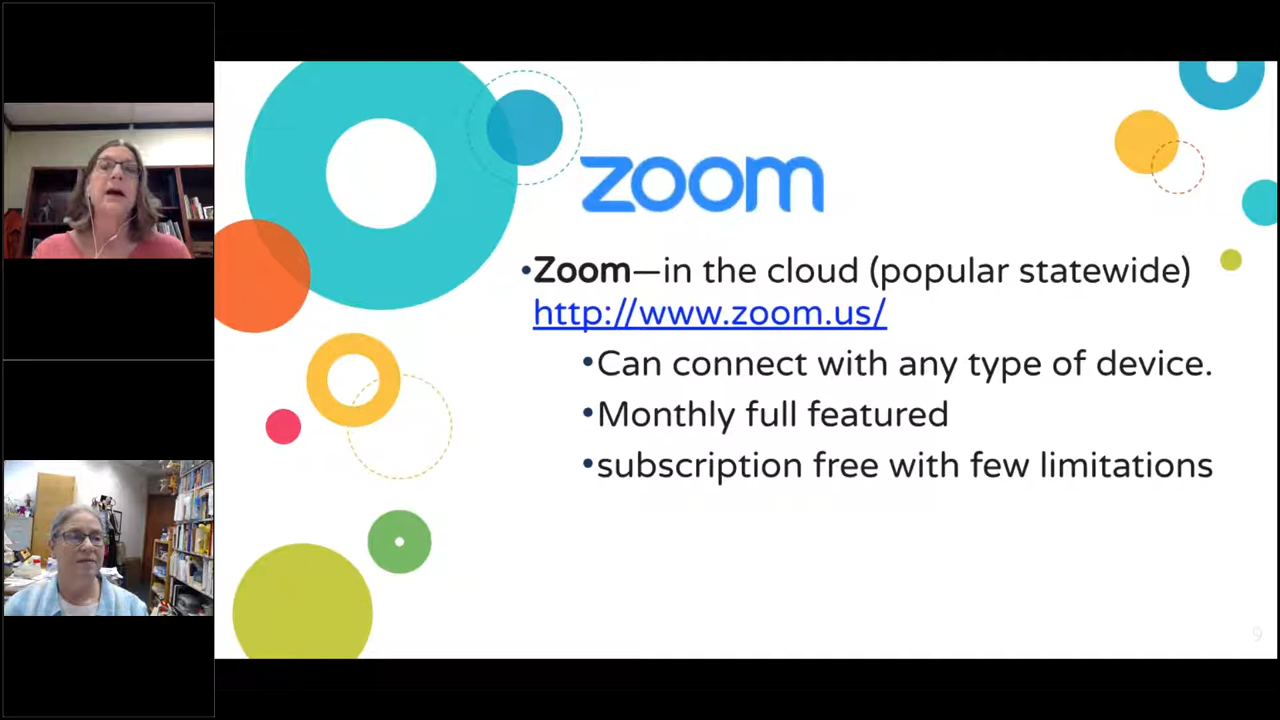 zoom
•Zoom—in the cloud (popular statewide)
http://www.zoom.us/
•Can connect with any type of device.
•Monthly full featured
•subscription free with few limitations
9